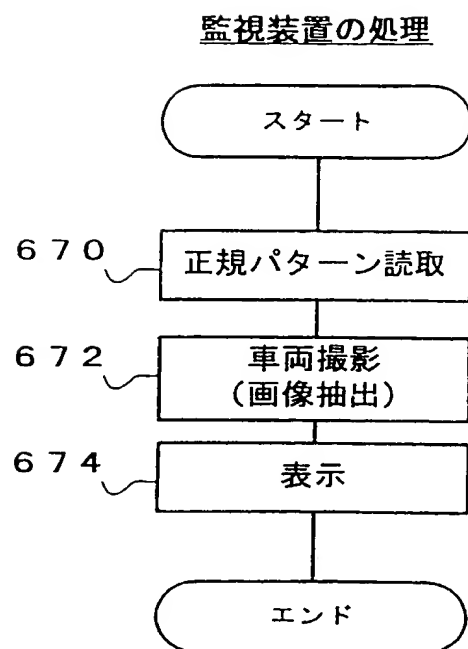 監視装置の処理
スタート
670
正規パターン読取
672
車両撮影
(画像抽出)
674
表示
エンド